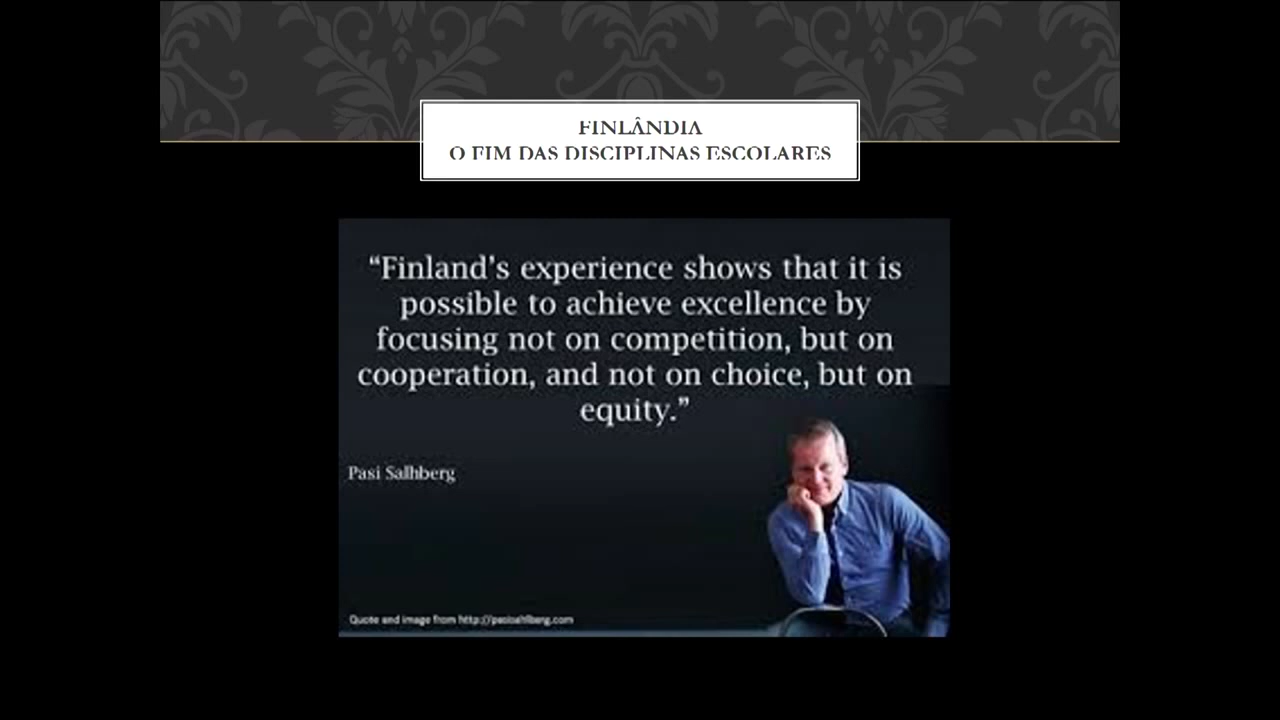 FINLÂNDIA
O FIM DAS DISCIPLINAS ESCOLARES
“Finland’s experience shows that it is
possible to achieve excellence by
focusing not on competition, but on
cooperation, and not on choice, but on
equity.”
Pasi Salhberg
Quote and image from http://pasisahlberg.com